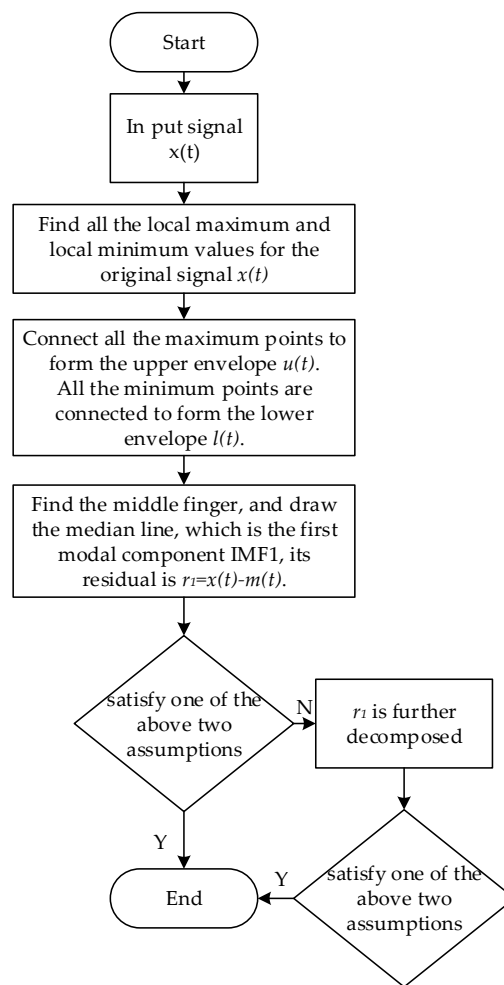 Start
In put signal
x(t)
Find all the local maximum and
local minimum values for the
original signal x(t)
Connect all the maximum points to
form the upper envelope u(t).
All the minimum points are
connected to form the lower
envelope l(t).
Find the middle finger, and draw
the median line, which is the first
modal component IMF1, its
residual is r₁=x(t)-m(t).
satisfy one of the
above two
assumptions
N
r₁ is further
decomposed
Y
End
Y
satisfy one of the
above two
assumptions